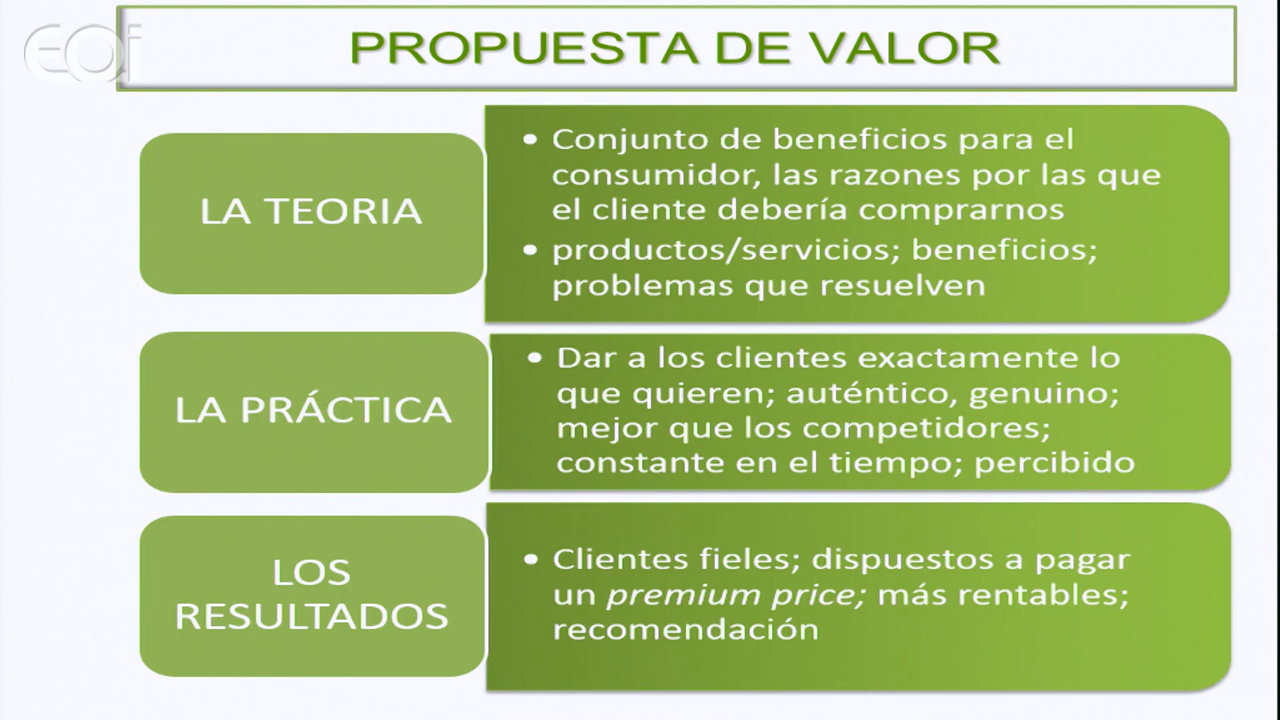 EOi
PROPUESTA DE VALOR
LA TEORIA
• Conjunto de beneficios para el
consumidor, las razones por las que
el cliente debería comprarnos
• productos/servicios; beneficios;
problemas que resuelven
LA PRÁCTICA
• Dar a los clientes exactamente lo
que quieren; auténtico, genuino;
mejor que los competidores;
constante en el tiempo; percibido
LOS
RESULTADOS
• Clientes fieles; dispuestos a pagar
un premium price; más rentables;
recomendación